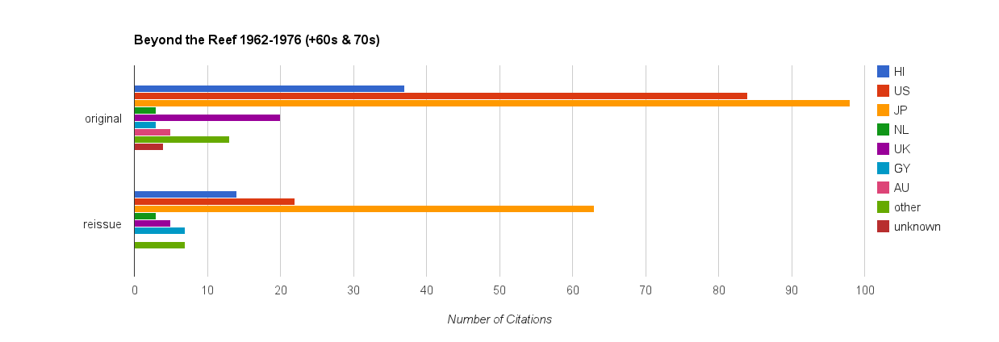 Beyond the Reef 1962-1976 (+60s & 70s)
HI
US
JP
NL
UK
GY
AU
other
unknown
original
reissue
0 10 20 30 40 50 60 70 80 90 100
Number of Citations